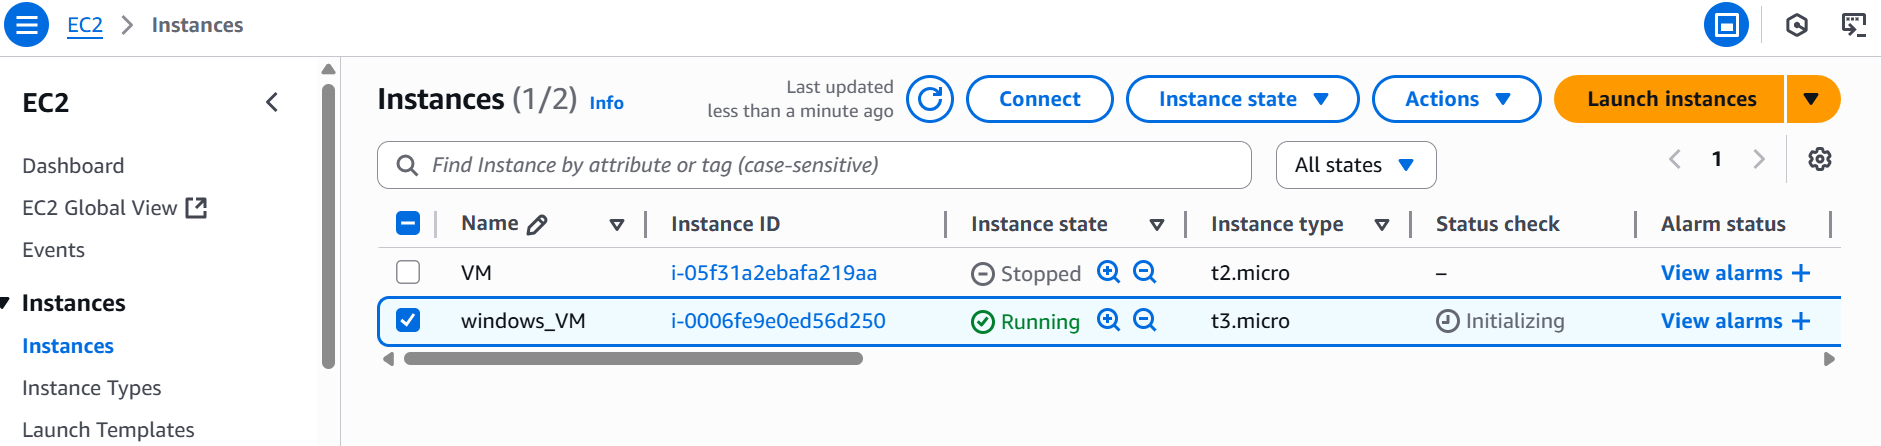 EC2 > Instances
EC2
Dashboard
EC2 Global View
Events
Instances
Instances
Instance Types
Launch Templates
Instances (1/2) Info
Last updated
less than a minute ago
Connect
Instance state
Actions
Launch instances
Find Instance by attribute or tag (case-sensitive)
All states
1
Name Instance ID Instance state Instance type Status check Alarm status
VM i-05f31a2ebafa219aa Stopped t2.micro – View alarms +
windows_VM i-0006fe9e0ed56d250 Running t3.micro Initializing View alarms +